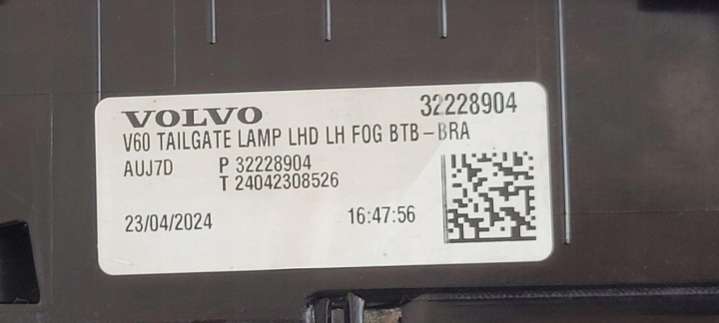 VOLVO 32228904
V60 TAILGATE LAMP LHD LH FOG BTB-BRA
AUJ7D P 32228904
T 24042308526
23/04/2024 16:47:56